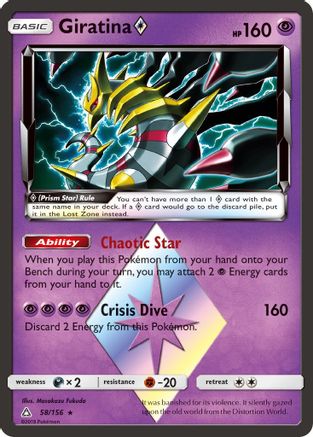 BASIC
Giratina◇
HP160
◇ (Prism Star) Rule
You can't have more than 1 ◇ card with the
same name in your deck. If a ◇ card would go to the discard pile, put
it in the Lost Zone instead.
Ability Chaotic Star
When you play this Pokémon from your hand onto your
Bench during your turn, you may attach 2 Energy cards
from your hand to it.
Crisis Dive 160
Discard 2 Energy from this Pokémon.
weakness ×2 resistance -20 retreat
Illus. Masakazu Fukuda
58/156 ★
©2018 Pokémon
It was banished for its violence. It silently gazed
upon the old world from the Distortion World.